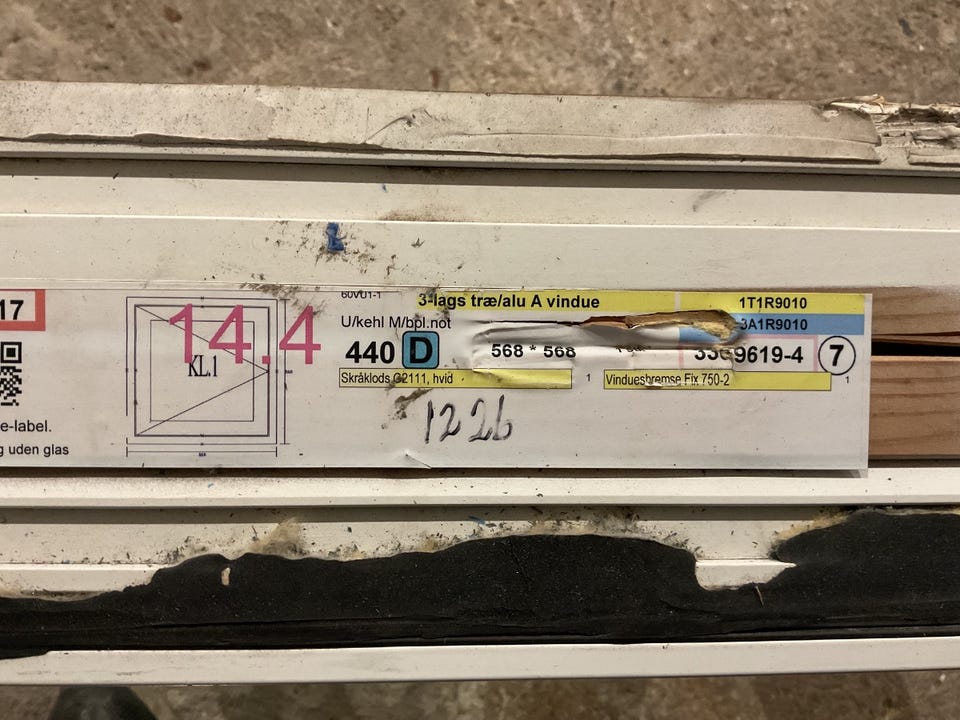 17
e-label.
g uden glas
14.4
KL.1
60VU1-1
3-lags træ/alu A vindue
1T1R9010
3A1R9010
U/kehl M/bpl.not
440 D
568 * 568
3369619-4
7
Skråklods G2111, hvid
1
Vinduesbremse Fix 750-2
1
1226